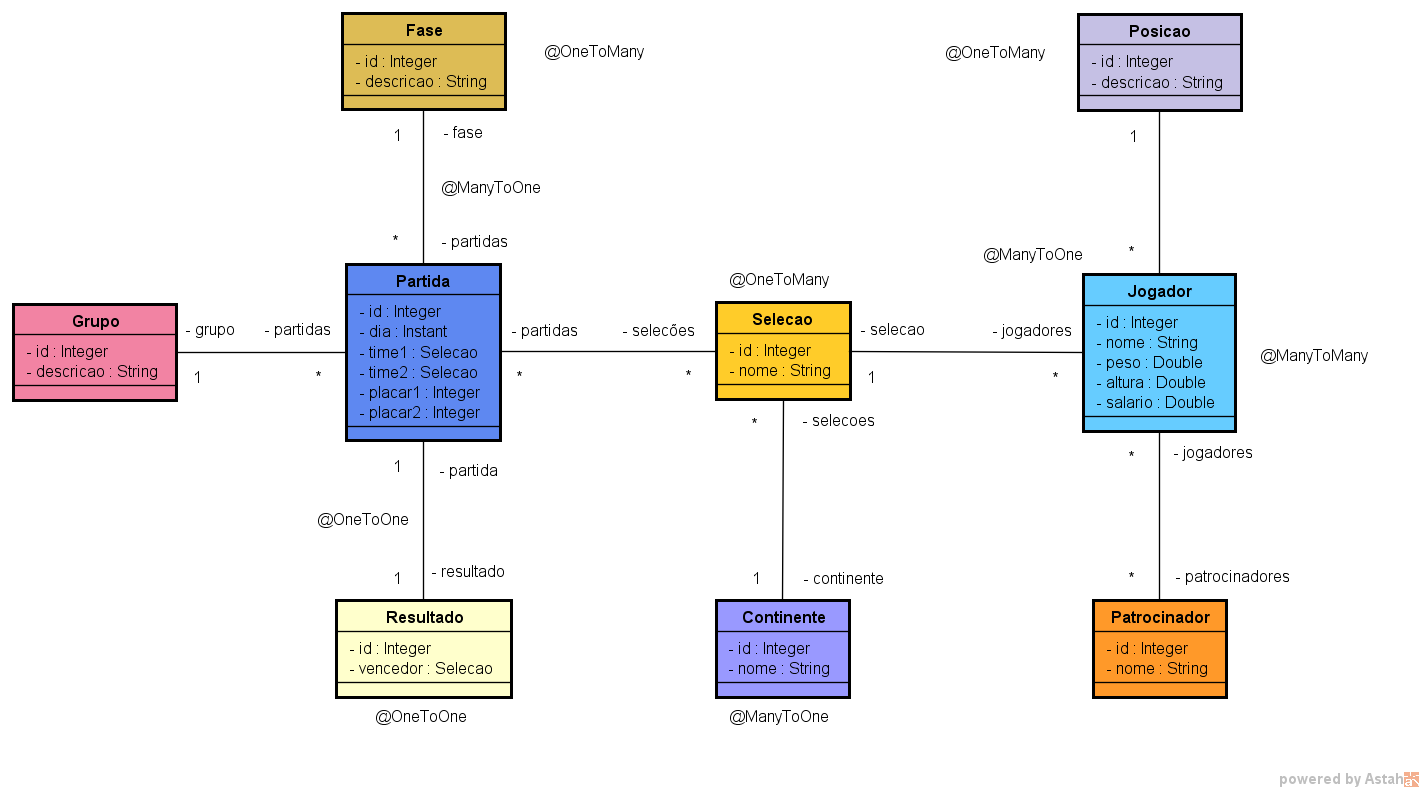 Fase
- id : Integer
- descricao : String
@OneToMany
1
- fase
@ManyToOne
*
- partidas
Posicao
- id : Integer
- descricao : String
@OneToMany
1
*
@ManyToOne
Grupo
- id : Integer
- descricao : String
- grupo
1
- partidas
*
Partida
- id : Integer
- dia : Instant
- time1 : Selecao
- time2 : Selecao
- placar1 : Integer
- placar2 : Integer
- partidas
*
- selecões
*
@OneToMany
Selecao
- id : Integer
- nome : String
- selecao
1
- jogadores
*
Jogador
- id : Integer
- nome : String
- peso : Double
- altura : Double
- salario : Double
@ManyToMany
1
- partida
@OneToOne
1
- resultado
Resultado
- id : Integer
- vencedor : Selecao
@OneToOne
*
- selecoes
1
- continente
Continente
- id : Integer
- nome : String
@ManyToOne
*
- jogadores
*
- patrocinadores
Patrocinador
- id : Integer
- nome : String
powered by Astah